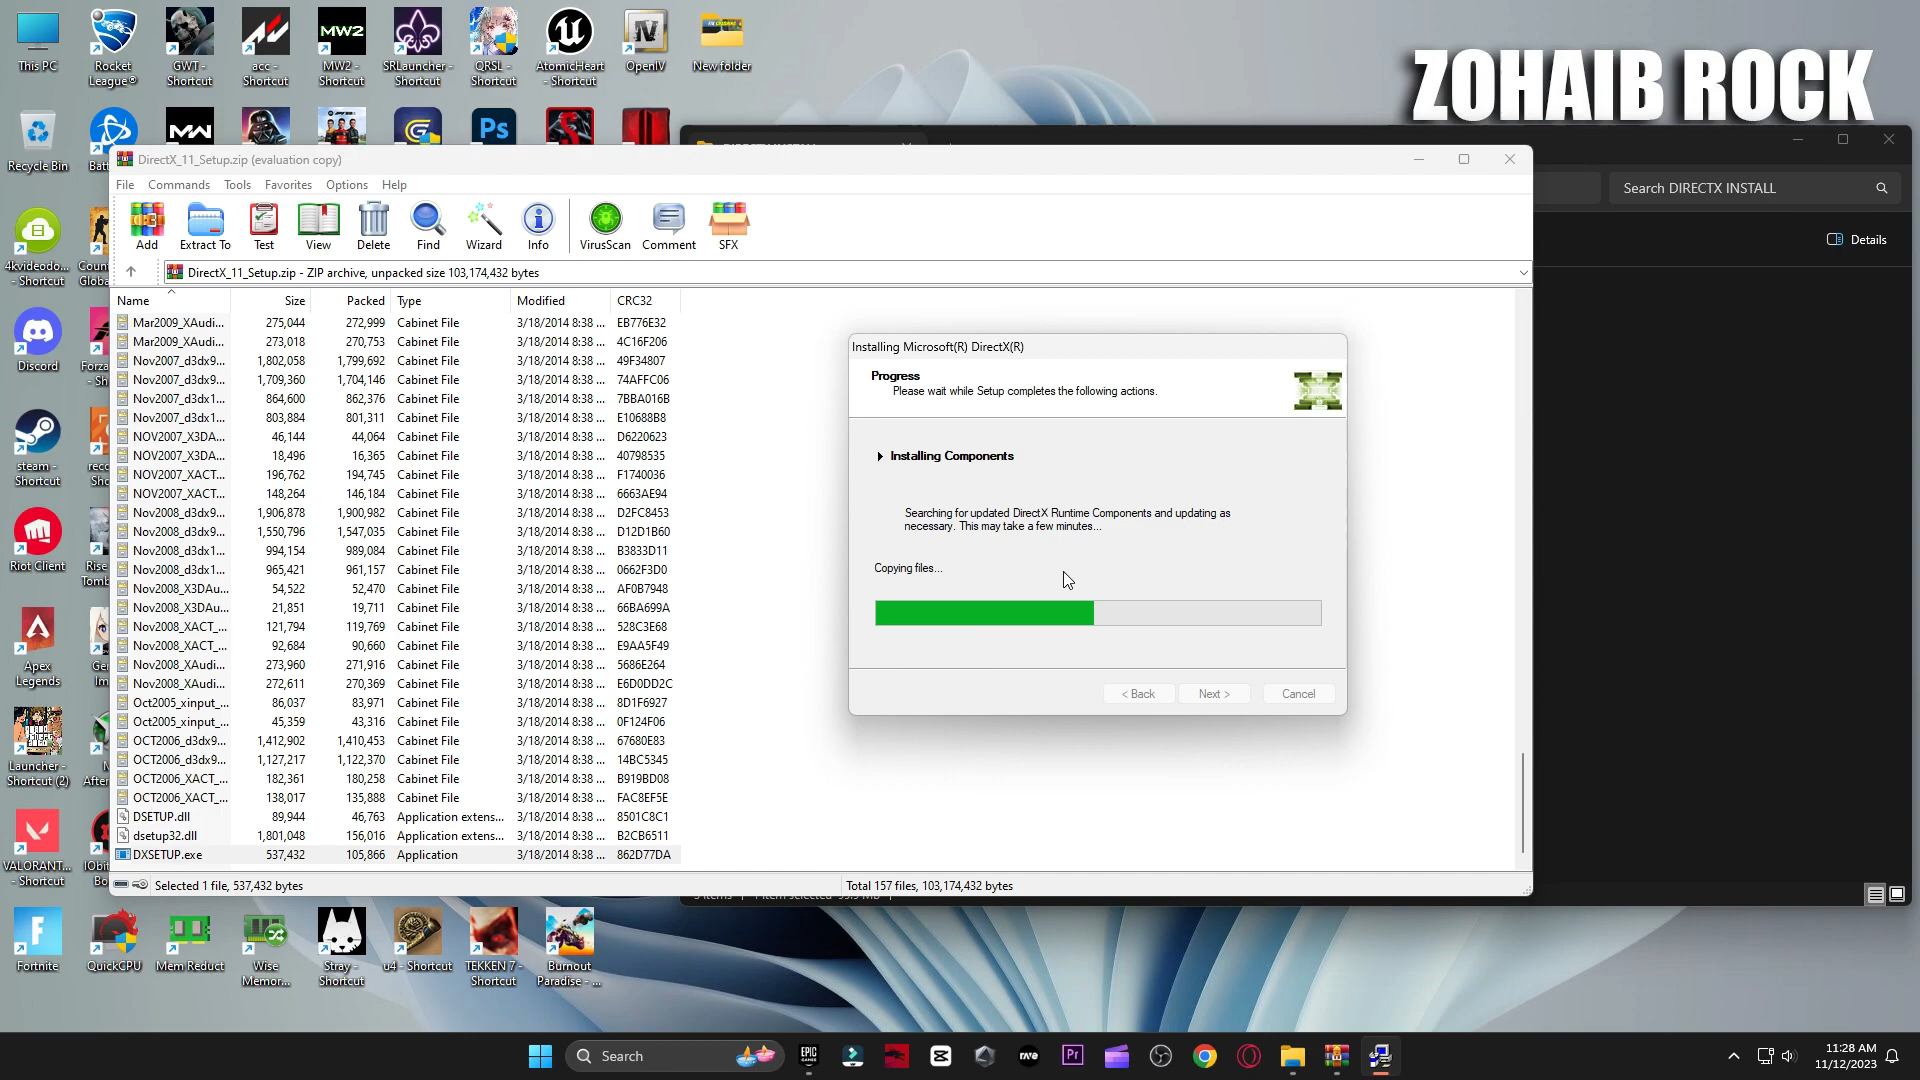 This PC
Rocket
League®
GWT -
Shortcut
acc -
Shortcut
MW2
MW2 -
Shortcut
SRLauncher -
Shortcut
QRSL -
Shortcut
AtomicHeart
- Shortcut
OpenIV
New folder
ZOHAIB ROCK
Recycle Bin
Ps
DirectX_11_Setup.zip (evaluation copy)
File Commands Tools Favorites Options Help
Add Extract To Test View Delete Find Wizard Info VirusScan Comment SFX
DirectX_11_Setup.zip - ZIP archive, unpacked size 103,174,432 bytes
Search DIRECTX INSTALL
Details
Name Size Packed Type Modified CRC32
Mar2009_XAudi... 275,044 272,999 Cabinet File 3/18/2014 8:38 ... EB776E32
Mar2009_XAudi... 273,018 270,753 Cabinet File 3/18/2014 8:38 ... 4C16F206
Nov2007_d3dx9... 1,802,058 1,799,692 Cabinet File 3/18/2014 8:38 ... 49F34807
Nov2007_d3dx9... 1,709,360 1,704,146 Cabinet File 3/18/2014 8:38 ... 74AFFC06
Nov2007_d3dx1... 864,600 862,376 Cabinet File 3/18/2014 8:38 ... 7BBA016B
Nov2007_d3dx1... 803,884 801,311 Cabinet File 3/18/2014 8:38 ... E10688B8
NOV2007_X3DA... 46,144 44,064 Cabinet File 3/18/2014 8:38 ... D6220623
NOV2007_X3DA... 18,496 16,365 Cabinet File 3/18/2014 8:38 ... 40798535
NOV2007_XACT... 196,762 194,745 Cabinet File 3/18/2014 8:38 ... F1740036
NOV2007_XACT... 148,264 146,184 Cabinet File 3/18/2014 8:38 ... 6663AE94
Nov2008_d3dx9... 1,906,878 1,900,982 Cabinet File 3/18/2014 8:38 ... D2FC8453
Nov2008_d3dx9... 1,550,796 1,547,035 Cabinet File 3/18/2014 8:38 ... D12D1B60
Nov2008_d3dx1... 994,154 989,084 Cabinet File 3/18/2014 8:38 ... B3833D11
Nov2008_d3dx1... 965,421 961,157 Cabinet File 3/18/2014 8:38 ... 0662F3D0
Nov2008_X3DAu... 54,522 52,470 Cabinet File 3/18/2014 8:38 ... AF0B7948
Nov2008_X3DAu... 21,851 19,711 Cabinet File 3/18/2014 8:38 ... 66BA699A
Nov2008_XACT_... 121,794 119,769 Cabinet File 3/18/2014 8:38 ... 528C3E68
Nov2008_XACT_... 92,684 90,660 Cabinet File 3/18/2014 8:38 ... E9AA5F49
Nov2008_XAudi... 273,960 271,916 Cabinet File 3/18/2014 8:38 ... 5686E264
Nov2008_XAudi... 272,611 270,369 Cabinet File 3/18/2014 8:38 ... E6D0DD2C
Oct2005_xinput_... 86,037 83,971 Cabinet File 3/18/2014 8:38 ... 8D1F6927
Oct2005_xinput_... 45,359 43,316 Cabinet File 3/18/2014 8:38 ... 0F124F06
OCT2006_d3dx9... 1,412,902 1,410,453 Cabinet File 3/18/2014 8:38 ... 67680E83
OCT2006_d3dx9... 1,127,217 1,122,370 Cabinet File 3/18/2014 8:38 ... 14BC5345
OCT2006_XACT_... 182,361 180,258 Cabinet File 3/18/2014 8:38 ... B919BD08
OCT2006_XACT_... 138,017 135,888 Cabinet File 3/18/2014 8:38 ... FAC8EF5E
DSETUP.dll 89,944 46,763 Application extens... 3/18/2014 8:38 ... 8501C8C1
dsetup32.dll 1,801,048 156,016 Application extens... 3/18/2014 8:38 ... B2CB6511
DXSETUP.exe 537,432 105,866 Application 3/18/2014 8:38 ... 862D77DA
Selected 1 file, 537,432 bytes
Total 157 files, 103,174,432 bytes
Installing Microsoft(R) DirectX(R)
Progress
Please wait while Setup completes the following actions.
Installing Components
Searching for updated DirectX Runtime Components and updating as
necessary. This may take a few minutes...
Copying files...
< Back Next > Cancel
4kvideodo...
- Shortcut
Discord
steam -
Shortcut
Riot Client
Apex
Legends
Launcher -
Shortcut (2)
VALORANT...
- Shortcut
Fortnite
QuickCPU
Mem Reduct
Wise
Memor...
Stray -
Shortcut
u4 - Shortcut
TEKKEN 7 -
Shortcut
Burnout
Paradise - ...
Search
EPIC
GAMES
rave
Pr
11:28 AM
11/12/2023